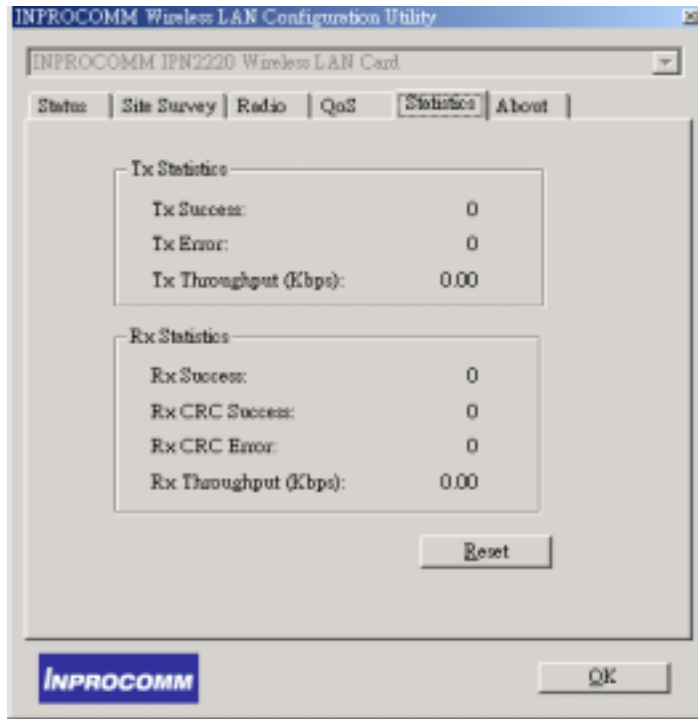 INPROCOMM Wireless LAN Configuration Utility
INPROCOMM IPN2220 Wireless LAN Card
Status Site Survey Radio QoS Statistics About
Tx Statistics
Tx Success: 0
Tx Error: 0
Tx Throughput (Kbps): 0.00
Rx Statistics
Rx Success: 0
Rx CRC Success: 0
Rx CRC Error: 0
Rx Throughput (Kbps): 0.00
Reset
INPROCOMM
OK